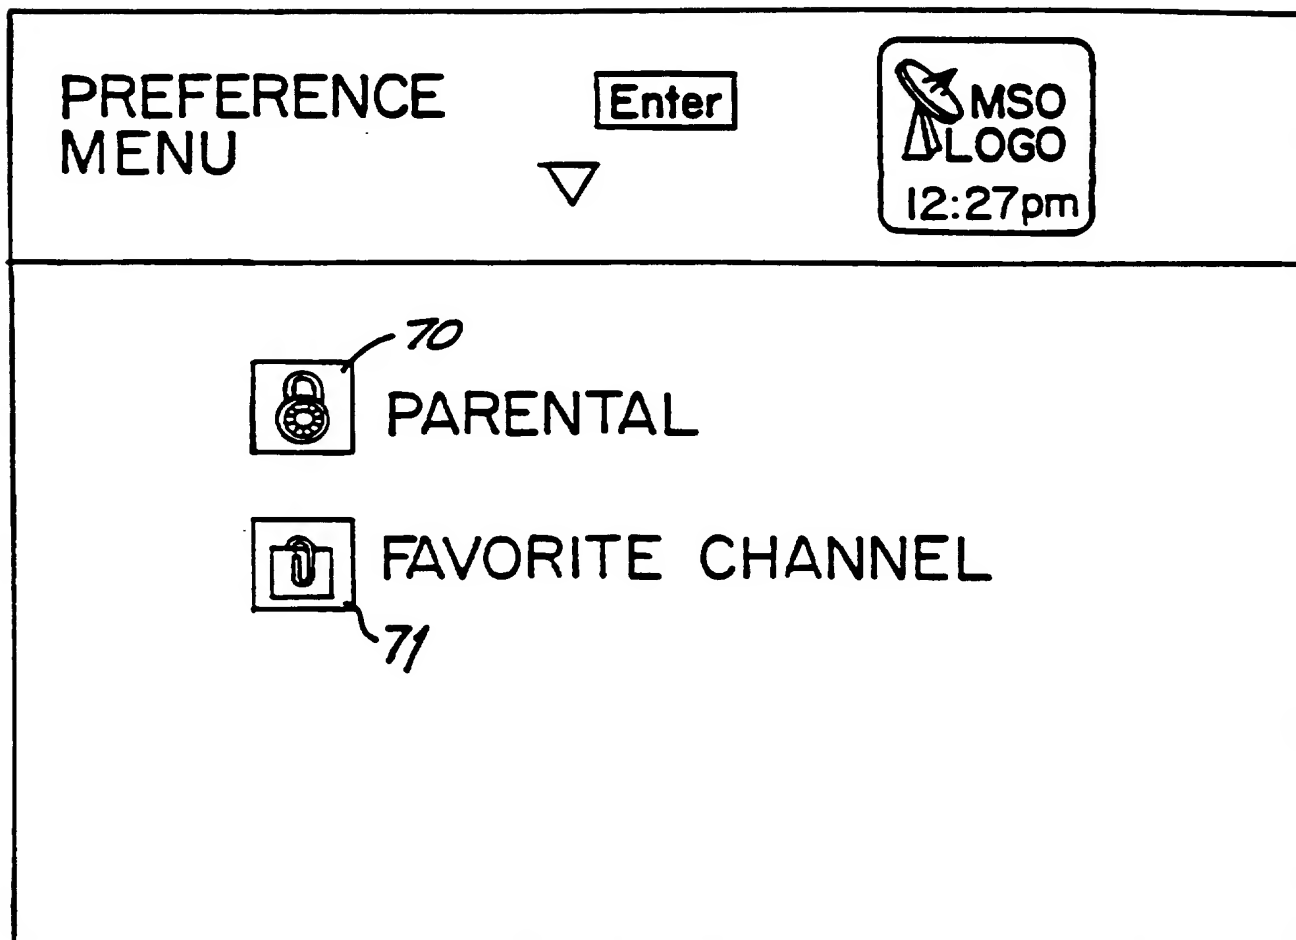 PREFERENCE
MENU
Enter
MSO
LOGO
12:27pm
70
PARENTAL
FAVORITE CHANNEL
71